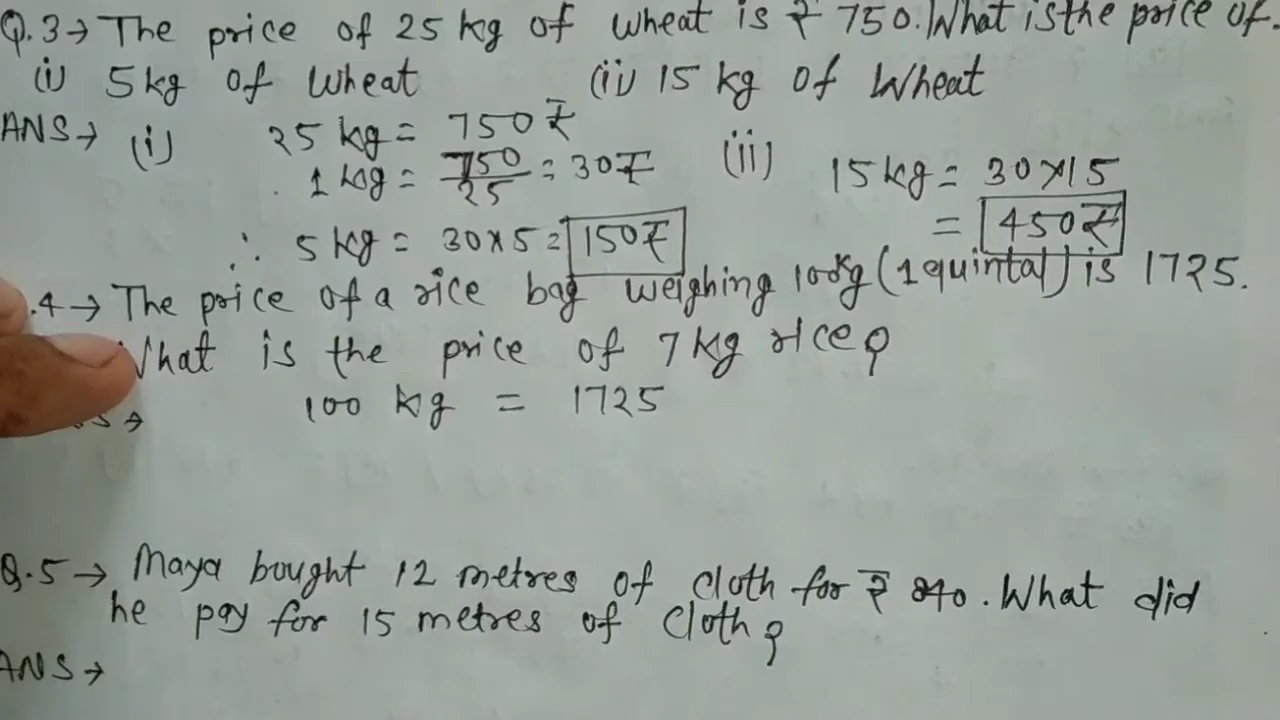 Q.3→ The price of 25 kg of wheat is ₹ 750. What is the price of.
(i) 5 kg of wheat (ii) 15 kg of Wheat
ANS→ (i) 25 kg = 750 ₹
1 kg = 750/25 = 30₹ (ii) 15 kg = 30×15
∴ 5 kg = 30×5 = 150₹ = 450₹
.4→ The price of a rice bag weighing 100kg (1 quintal) is 1725.
What is the price of 7 kg rice?
100 kg = 1725
S→
Q.5→ Maya bought 12 metres of cloth for ₹ 840. What did
he pay for 15 metres of cloth?
ANS→